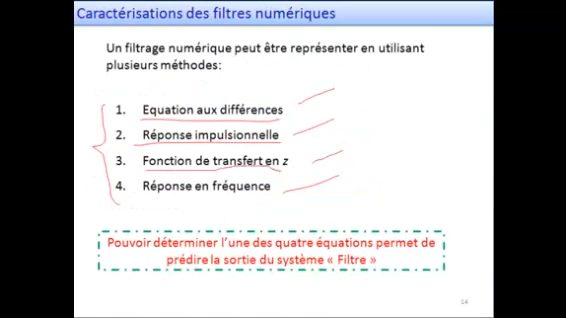 Caractérisations des filtres numériques
Un filtrage numérique peut être représenter en utilisant
plusieurs méthodes:
1. Equation aux différences
2. Réponse impulsionnelle
3. Fonction de transfert en z
4. Réponse en fréquence
Pouvoir déterminer l'une des quatre équations permet de
prédire la sortie du système « Filtre »
14